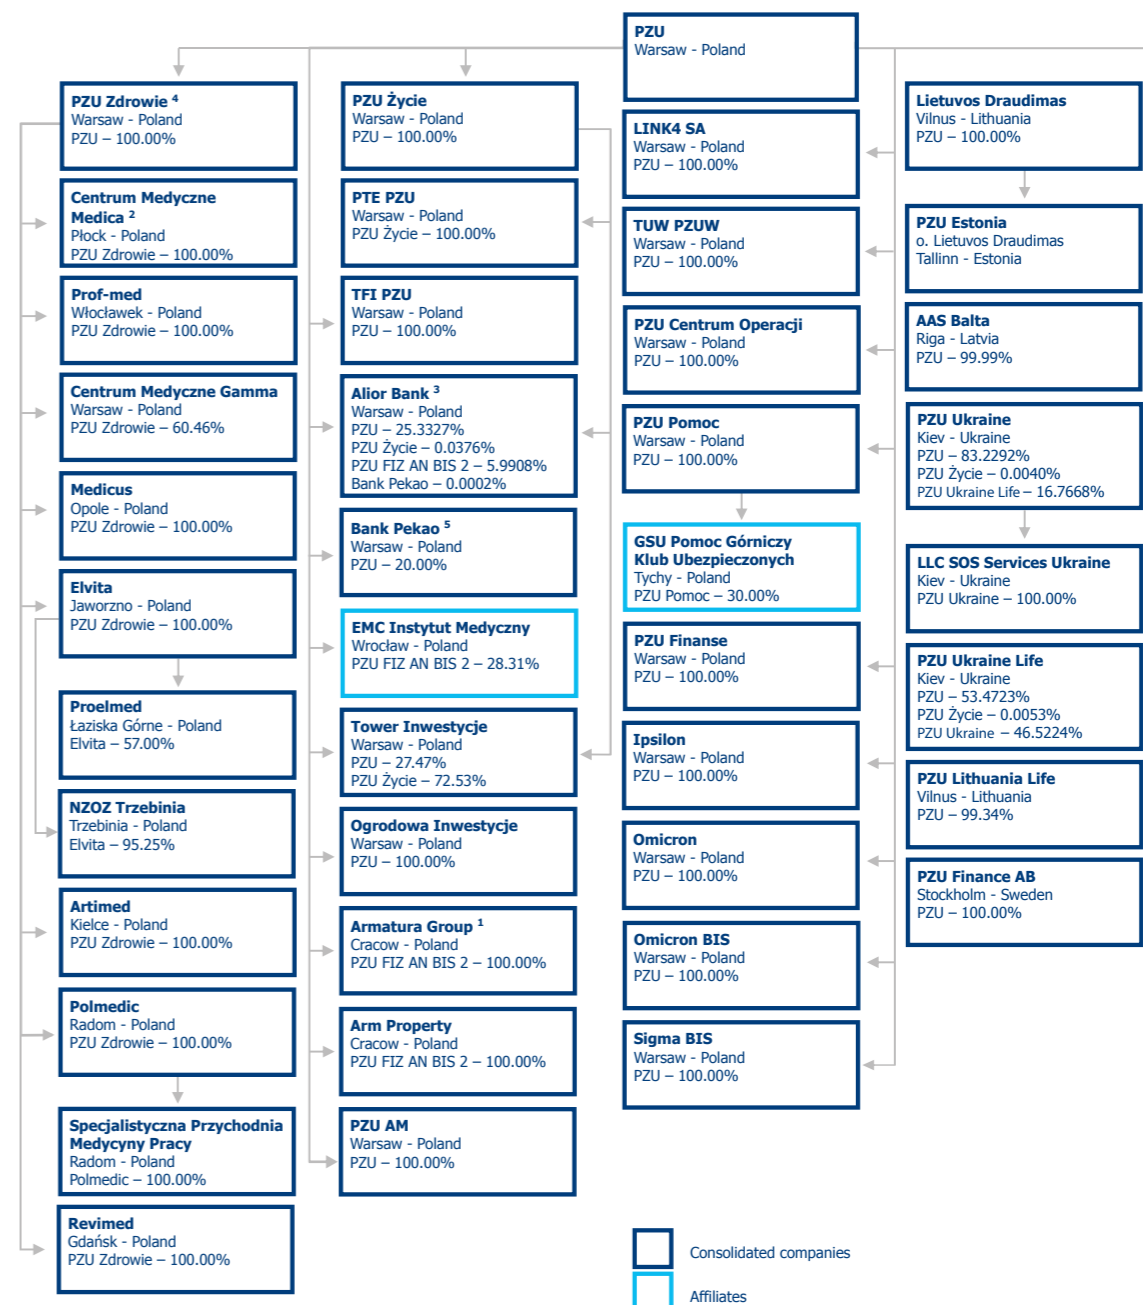 PZU
Warsaw - Poland
PZU Zdrowie ⁴
Warsaw - Poland
PZU – 100.00%
Centrum Medyczne
Medica ²
Płock - Poland
PZU Zdrowie – 100.00%
Prof-med
Włocławek - Poland
PZU Zdrowie – 100.00%
Centrum Medyczne Gamma
Warsaw - Poland
PZU Zdrowie – 60.46%
Medicus
Opole - Poland
PZU Zdrowie – 100.00%
Elvita
Jaworzno - Poland
PZU Zdrowie – 100.00%
Proelmed
Łaziska Górne - Poland
Elvita – 57.00%
NZOZ Trzebinia
Trzebinia - Poland
Elvita – 95.25%
Artimed
Kielce - Poland
PZU Zdrowie – 100.00%
Polmedic
Radom - Poland
PZU Zdrowie – 100.00%
Specjalistyczna Przychodnia
Medycyny Pracy
Radom - Poland
Polmedic – 100.00%
Revimed
Gdańsk - Poland
PZU Zdrowie – 100.00%
PZU Życie
Warsaw - Poland
PZU – 100.00%
PTE PZU
Warsaw - Poland
PZU Życie – 100.00%
TFI PZU
Warsaw - Poland
PZU – 100.00%
Alior Bank ³
Warsaw - Poland
PZU – 25.3327%
PZU Życie – 0.0376%
PZU FIZ AN BIS 2 – 5.9908%
Bank Pekao – 0.0002%
Bank Pekao ⁵
Warsaw - Poland
PZU – 20.00%
EMC Instytut Medyczny
Wrocław - Poland
PZU FIZ AN BIS 2 – 28.31%
Tower Inwestycje
Warsaw - Poland
PZU – 27.47%
PZU Życie – 72.53%
Ogrodowa Inwestycje
Warsaw - Poland
PZU – 100.00%
Armatura Group ¹
Cracow - Poland
PZU FIZ AN BIS 2 – 100.00%
Arm Property
Cracow - Poland
PZU FIZ AN BIS 2 – 100.00%
PZU AM
Warsaw - Poland
PZU – 100.00%
LINK4 SA
Warsaw - Poland
PZU – 100.00%
TUW PZUW
Warsaw - Poland
PZU – 100.00%
PZU Centrum Operacji
Warsaw - Poland
PZU – 100.00%
PZU Pomoc
Warsaw - Poland
PZU – 100.00%
GSU Pomoc Górniczy
Klub Ubezpieczonych
Tychy - Poland
PZU Pomoc – 30.00%
PZU Finanse
Warsaw - Poland
PZU – 100.00%
Ipsilon
Warsaw - Poland
PZU – 100.00%
Omicron
Warsaw - Poland
PZU – 100.00%
Omicron BIS
Warsaw - Poland
PZU – 100.00%
Sigma BIS
Warsaw - Poland
PZU – 100.00%
Lietuvos Draudimas
Vilnus - Lithuania
PZU – 100.00%
PZU Estonia
o. Lietuvos Draudimas
Tallinn - Estonia
AAS Balta
Riga - Latvia
PZU – 99.99%
PZU Ukraine
Kiev - Ukraine
PZU – 83.2292%
PZU Życie – 0.0040%
PZU Ukraine Life – 16.7668%
LLC SOS Services Ukraine
Kiev - Ukraine
PZU Ukraine – 100.00%
PZU Ukraine Life
Kiev - Ukraine
PZU – 53.4723%
PZU Życie – 0.0053%
PZU Ukraine – 46.5224%
PZU Lithuania Life
Vilnus - Lithuania
PZU – 99.34%
PZU Finance AB
Stockholm - Sweden
PZU – 100.00%
Consolidated companies
Affiliates